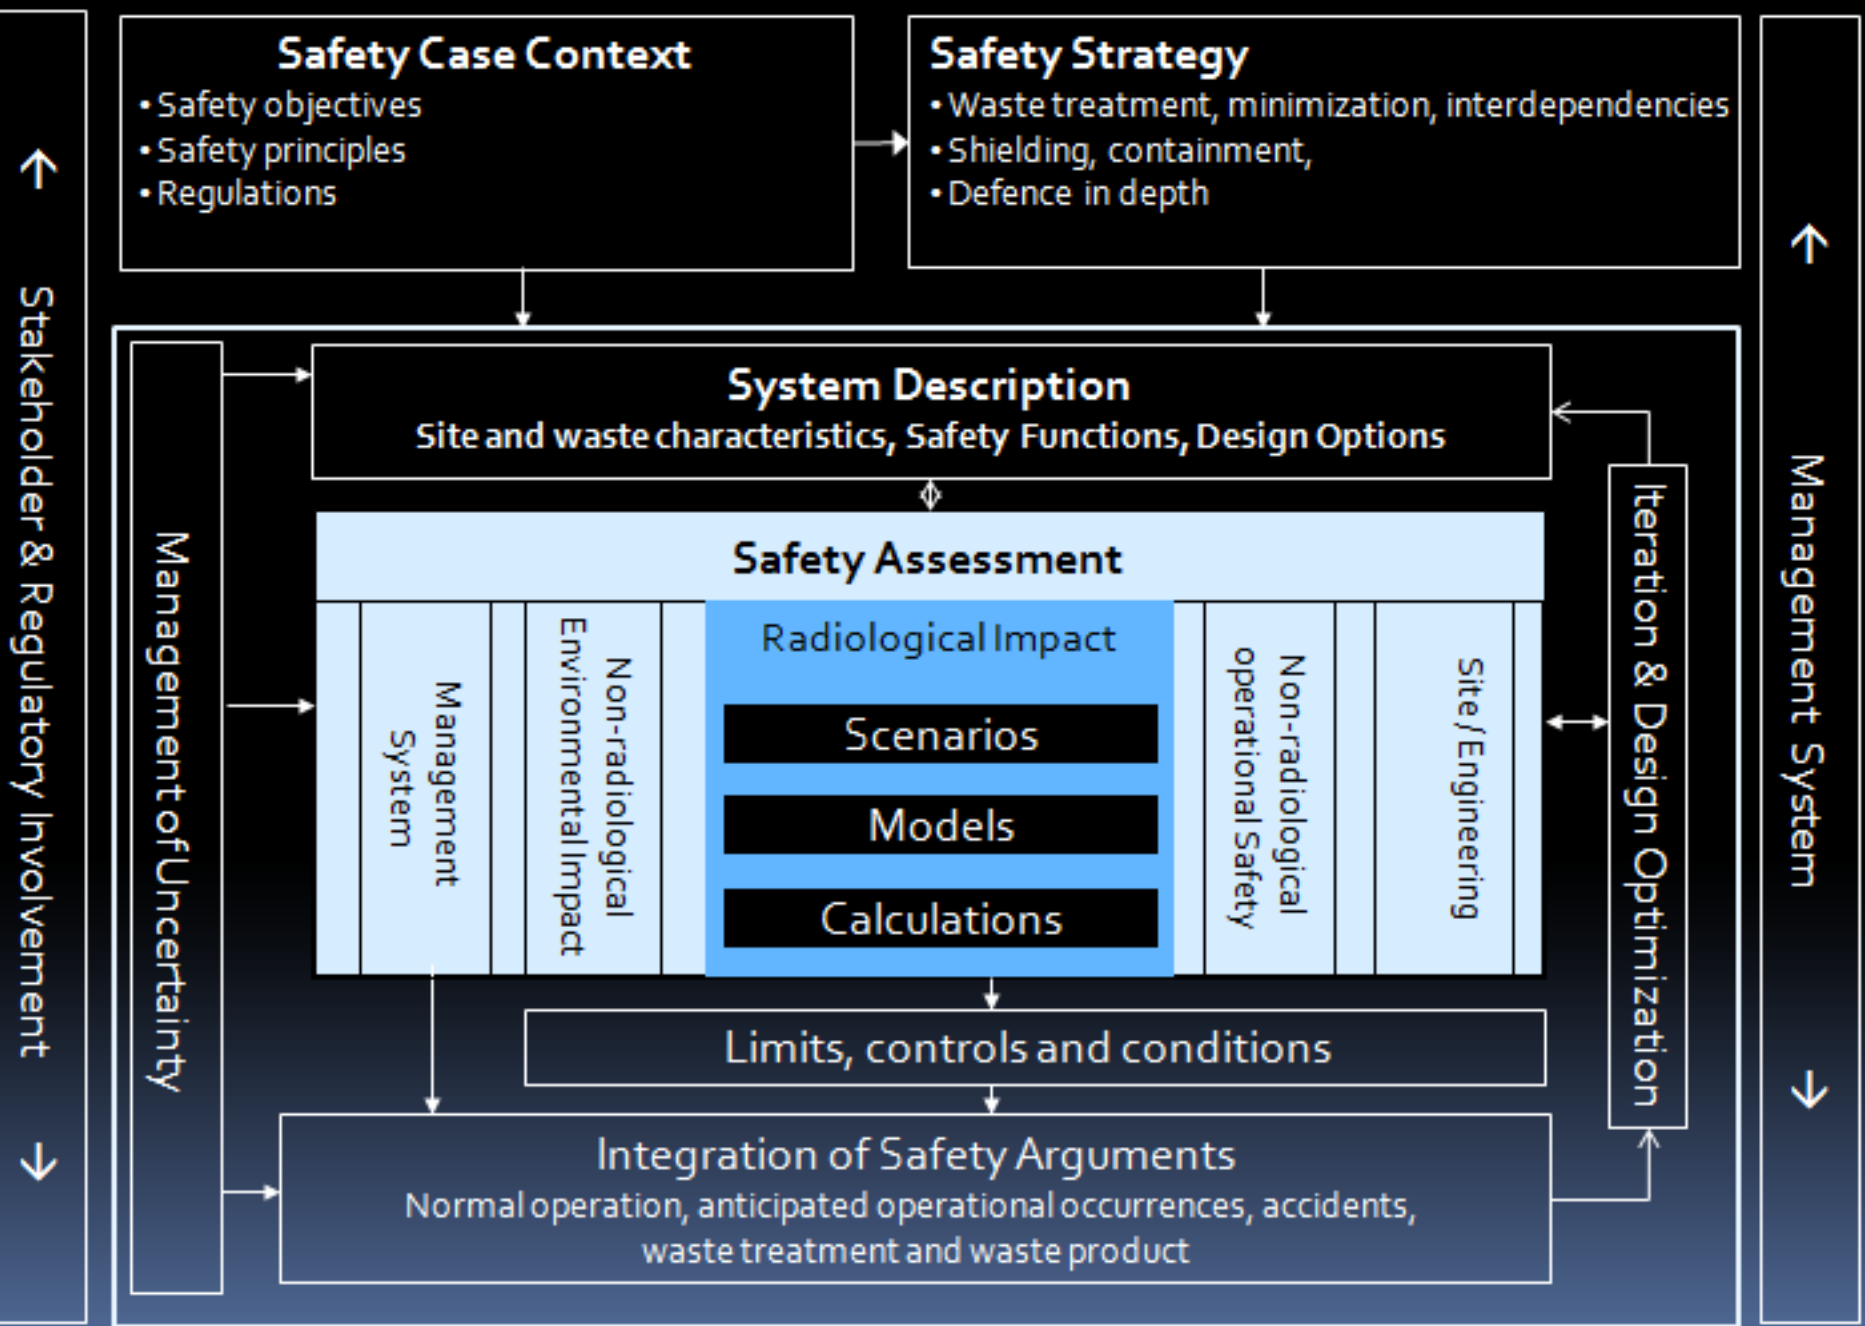 Safety Case Context
• Safety objectives
• Safety principles
• Regulations
Safety Strategy
• Waste treatment, minimization, interdependencies
• Shielding, containment,
• Defence in depth
Stakeholder & Regulatory Involvement
Management System
Management of Uncertainty
System Description
Site and waste characteristics, Safety Functions, Design Options
Iteration & Design Optimization
Safety Assessment
Management
System
Non-radiological
Environmental Impact
Radiological Impact
Scenarios
Models
Calculations
Non-radiological
operational Safety
Site / Engineering
Limits, controls and conditions
Integration of Safety Arguments
Normal operation, anticipated operational occurrences, accidents,
waste treatment and waste product